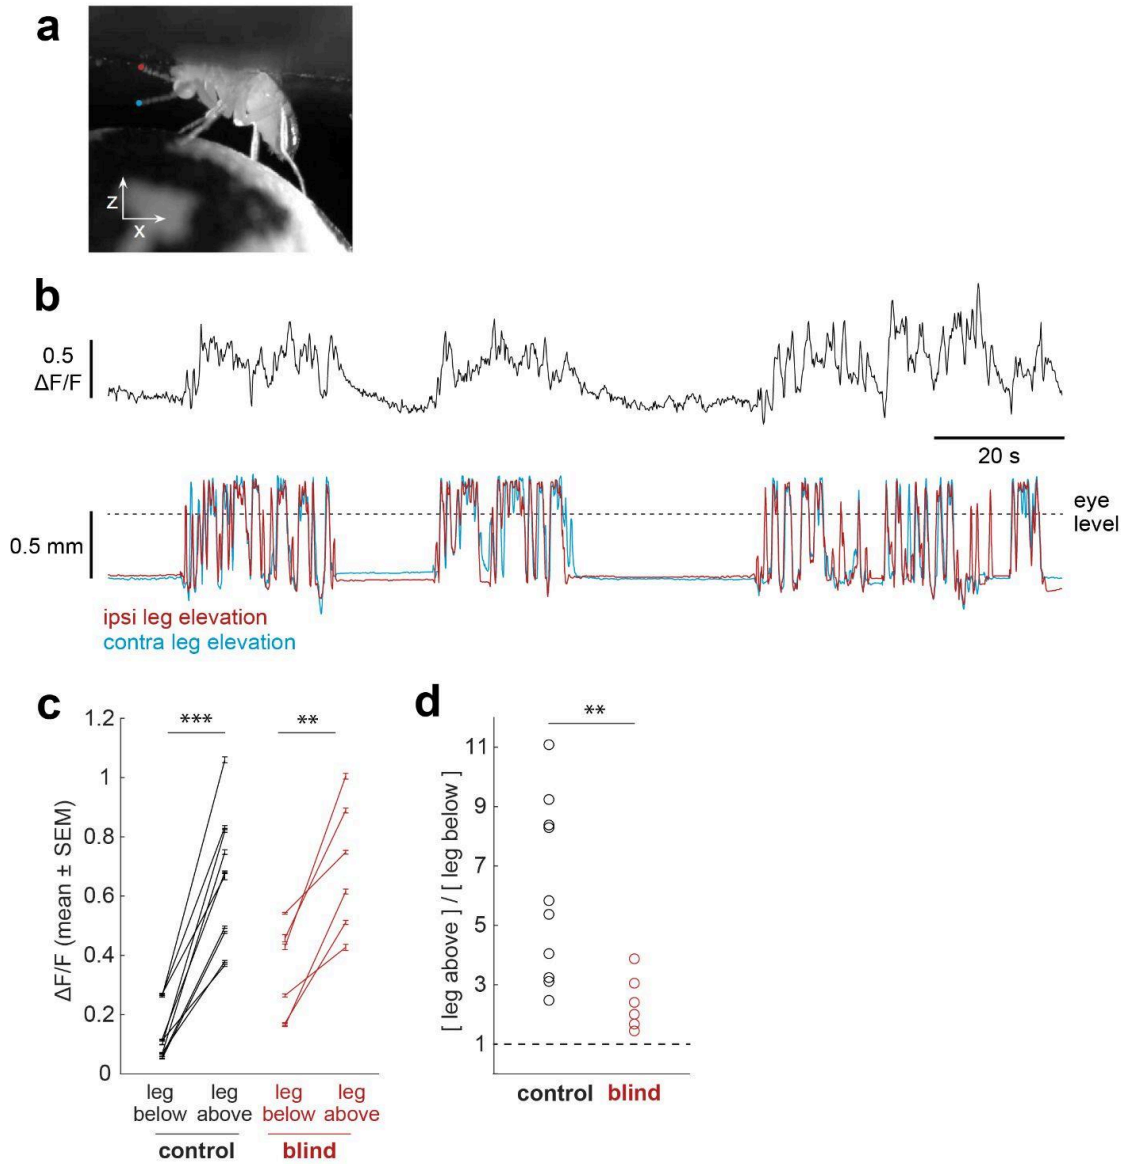 a
z
x
b
0.5
ΔF/F
20 s
eye
level
0.5 mm
ipsi leg elevation
contra leg elevation
c
ΔF/F (mean ± SEM)
1.2
1
0.8
0.6
0.4
0.2
0
***
**
leg
below
leg
above
leg
below
leg
above
control
blind
d
[ leg above ] / [ leg below ]
11
9
7
5
3
1
**
control
blind